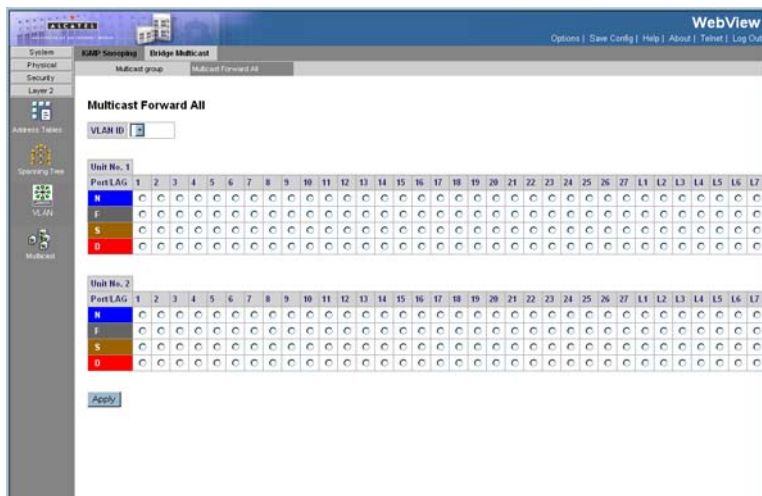 ALCATEL
WebView
Options | Save Config | Help | About | Telnet | Log Out
System
Physical
Security
Layer 2
Address Tables
Spanning Tree
VLAN
Multicast
IGMP Snooping Bridge Multicast
Multicast group Multicast Forward All
Multicast Forward All
VLAN ID
Unit No. 1
Port LAG 1 2 3 4 5 6 7 8 9 10 11 12 13 14 15 16 17 18 19 20 21 22 23 24 25 26 27 L1 L2 L3 L4 L5 L6 L7
N
F
S
D
Unit No. 2
Port LAG 1 2 3 4 5 6 7 8 9 10 11 12 13 14 15 16 17 18 19 20 21 22 23 24 25 26 27 L1 L2 L3 L4 L5 L6 L7
N
F
S
D
Apply